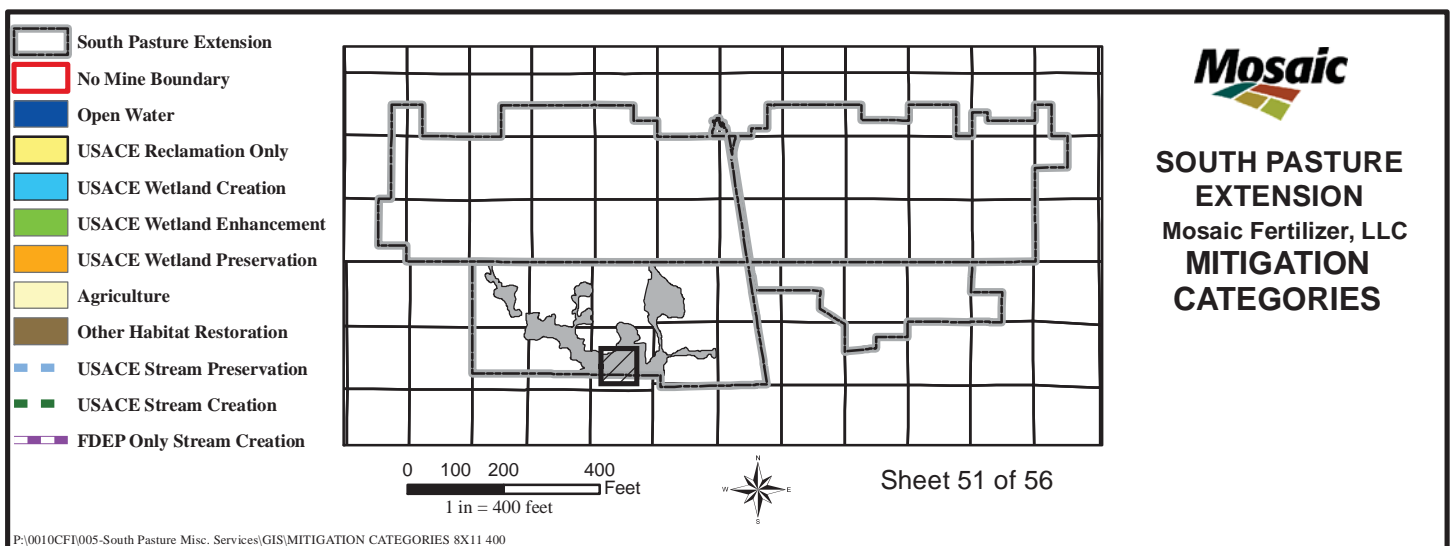 South Pasture Extension
No Mine Boundary
Open Water
USACE Reclamation Only
USACE Wetland Creation
USACE Wetland Enhancement
USACE Wetland Preservation
Agriculture
Other Habitat Restoration
USACE Stream Preservation
USACE Stream Creation
FDEP Only Stream Creation
0 100 200 400
Feet
1 in = 400 feet
N
W E
S
Sheet 51 of 56
Mosaic
SOUTH PASTURE
EXTENSION
Mosaic Fertilizer, LLC
MITIGATION
CATEGORIES
P:\0010CFI\005-South Pasture Misc. Services\GIS\MITIGATION CATEGORIES 8X11 400